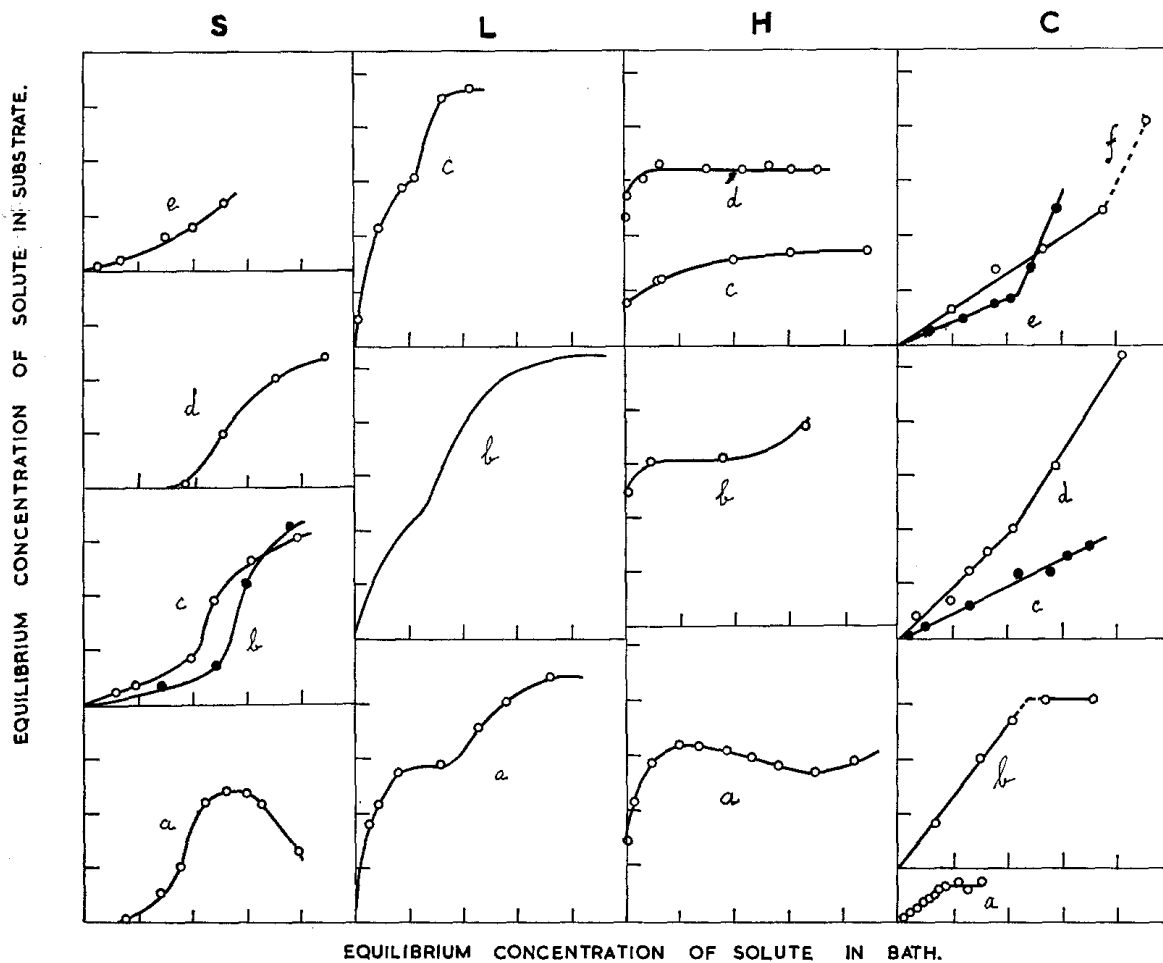 S L H C
EQUILIBRIUM CONCENTRATION OF SOLUTE IN SUBSTRATE.
e
d
c
b
a
c
b
a
d
c
b
a
f
e
d
c
b
a
EQUILIBRIUM CONCENTRATION OF SOLUTE IN BATH.